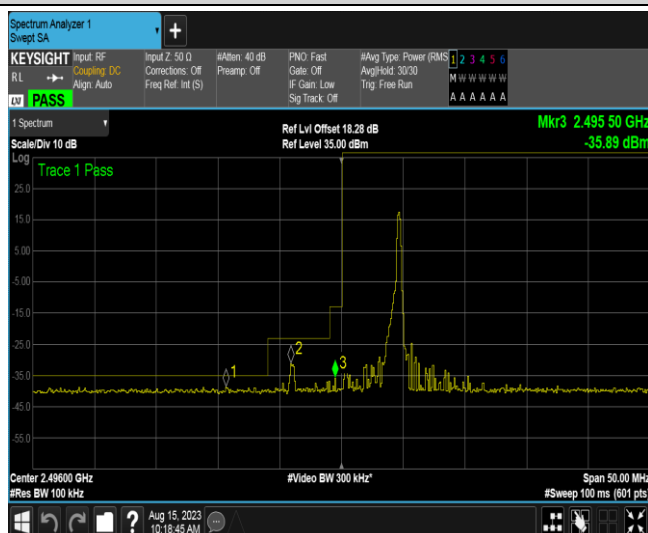 Spectrum Analyzer 1
Swept SA
KEYSIGHT
RL
LXI PASS
Input: RF
Coupling: DC
Align: Auto
Input Z: 50 Ω
Corrections: Off
Freq Ref: Int (S)
#Atten: 40 dB
Preamp: Off
PNO: Fast
Gate: Off
IF Gain: Low
Sig Track: Off
#Avg Type: Power (RMS
Avg|Hold: 30/30
Trig: Free Run
1 2 3 4 5 6
M W W W W W
A A A A A A
1 Spectrum
Scale/Div 10 dB
Ref Lvl Offset 18.28 dB
Ref Level 35.00 dBm
Mkr3 2.495 50 GHz
-35.89 dBm
Log
Trace 1 Pass
25.0
15.0
5.00
-5.00
-15.0
-25.0
-35.0
-45.0
-55.0
1
2
3
Center 2.49600 GHz
#Res BW 100 kHz
#Video BW 300 kHz*
Span 50.00 MHz
#Sweep 100 ms (601 pts)
?
Aug 15, 2023
10:18:45 AM